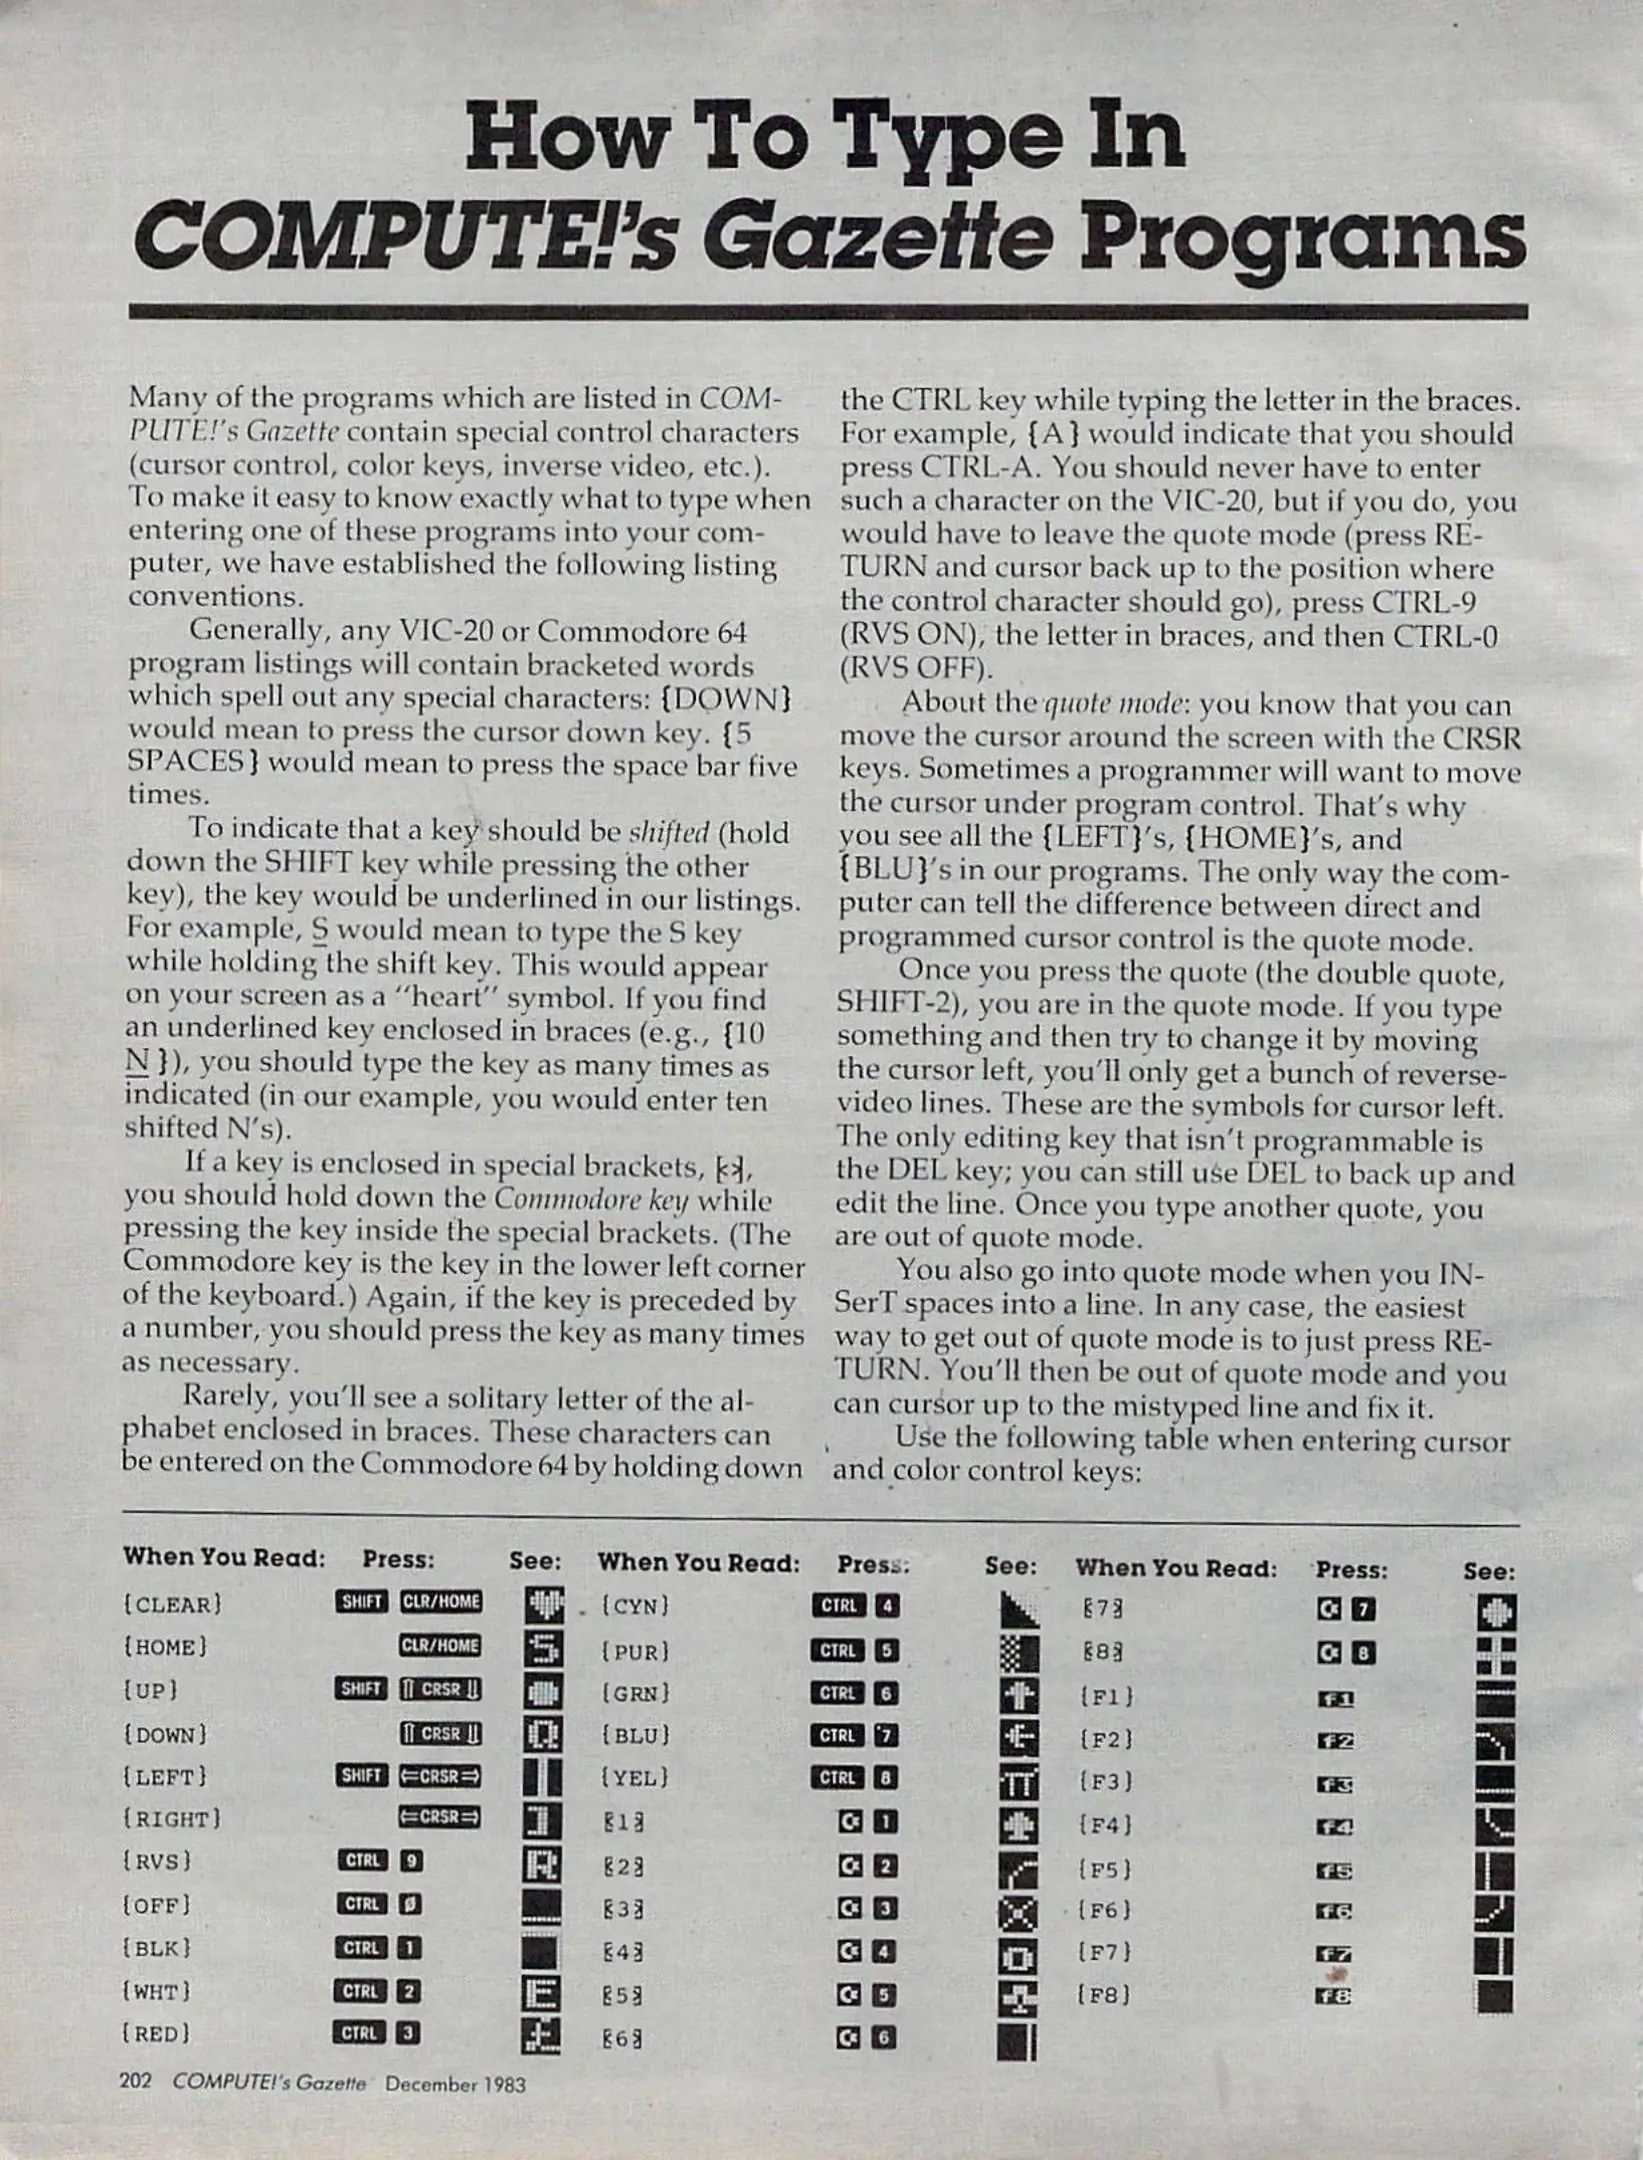 How To Type In
COMPUTE!'s Gazette Programs
Many of the programs which are listed in COM-
PUTE!'s Gazette contain special control characters
(cursor control, color keys, inverse video, etc.).
To make it easy to know exactly what to type when
entering one of these programs into your com-
puter, we have established the following listing
conventions.
Generally, any VIC-20 or Commodore 64
program listings will contain bracketed words
which spell out any special characters: {DOWN}
would mean to press the cursor down key. {5
SPACES} would mean to press the space bar five
times.
To indicate that a key should be shifted (hold
down the SHIFT key while pressing the other
key), the key would be underlined in our listings.
For example, S would mean to type the S key
while holding the shift key. This would appear
on your screen as a "heart" symbol. If you find
an underlined key enclosed in braces (e.g., {10
N}), you should type the key as many times as
indicated (in our example, you would enter ten
shifted N's).
If a key is enclosed in special brackets, [< >],
you should hold down the Commodore key while
pressing the key inside the special brackets. (The
Commodore key is the key in the lower left corner
of the keyboard.) Again, if the key is preceded by
a number, you should press the key as many times
as necessary.
Rarely, you'll see a solitary letter of the al-
phabet enclosed in braces. These characters can
be entered on the Commodore 64 by holding down
the CTRL key while typing the letter in the braces.
For example, {A} would indicate that you should
press CTRL-A. You should never have to enter
such a character on the VIC-20, but if you do, you
would have to leave the quote mode (press RE-
TURN and cursor back up to the position where
the control character should go), press CTRL-9
(RVS ON), the letter in braces, and then CTRL-0
(RVS OFF).
About the quote mode: you know that you can
move the cursor around the screen with the CRSR
keys. Sometimes a programmer will want to move
the cursor under program control. That's why
you see all the {LEFT}'s, {HOME}'s, and
{BLU}'s in our programs. The only way the com-
puter can tell the difference between direct and
programmed cursor control is the quote mode.
Once you press the quote (the double quote,
SHIFT-2), you are in the quote mode. If you type
something and then try to change it by moving
the cursor left, you'll only get a bunch of reverse-
video lines. These are the symbols for cursor left.
The only editing key that isn't programmable is
the DEL key; you can still use DEL to back up and
edit the line. Once you type another quote, you
are out of quote mode.
You also go into quote mode when you IN-
SerT spaces into a line. In any case, the easiest
way to get out of quote mode is to just press RE-
TURN. You'll then be out of quote mode and you
can cursor up to the mistyped line and fix it.
Use the following table when entering cursor
and color control keys:
When You Read: Press: See:
{CLEAR} SHIFT CLR/HOME ♥
{HOME} CLR/HOME S
{UP} SHIFT ⇑ CRSR ⇓ ●
{DOWN} ⇑ CRSR ⇓ Q
{LEFT} SHIFT ⇐CRSR⇒ |
{RIGHT} ⇐CRSR⇒ ]
{RVS} CTRL 9 R
{OFF} CTRL 0
{BLK} CTRL 1
{WHT} CTRL 2 E
{RED} CTRL 3 £
When You Read: Press: See:
{CYN} CTRL 4 ◣
{PUR} CTRL 5
{GRN} CTRL 6 ↑
{BLU} CTRL 7 ←
{YEL} CTRL 8 π
[<1>] C= 1 ♠
[<2>] C= 2
[<3>] C= 3
[<4>] C= 4
[<5>] C= 5 ♣
[<6>] C= 6
When You Read: Press: See:
[<7>] C= 7 ♦
[<8>] C= 8
{F1} f1
{F2} f2
{F3} f3
{F4} f4
{F5} f5
{F6} f6
{F7} f7
{F8} f8
202 COMPUTE!'s Gazette December 1983